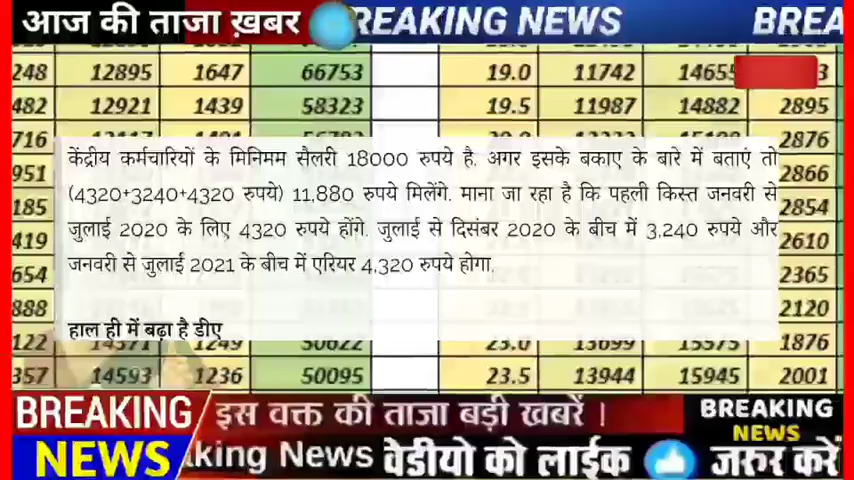 आज की ताजा ख़बर BREAKING NEWS BREA
248 12895 1647 66753 19.0 11742 14655 3
482 12921 1439 58323 19.5 11987 14882 2895
716 2876
केंद्रीय कर्मचारियों के मिनिमम सैलरी 18000 रुपये है. अगर इसके बकाए के बारे में बताएं तो
951 2866
(4320+3240+4320 रुपये) 11,880 रुपये मिलेंगे. माना जा रहा है कि पहली किस्त जनवरी से
185 2854
जुलाई 2020 के लिए 4320 रुपये होंगे. जुलाई से दिसंबर 2020 के बीच में 3,240 रुपये और
419 2610
जनवरी से जुलाई 2021 के बीच में एरियर 4,320 रुपये होगा.
654 2365
888 2120
हाल ही में बढ़ा है डीए
122 14371 1249 50622 23.0 13699 15575 1876
357 14593 1236 50095 23.5 13944 15945 2001
BREAKING NEWS इस वक्त की ताजा बड़ी खबरें । BREAKING NEWS
king News वेडीयो को लाईक जरुर करें